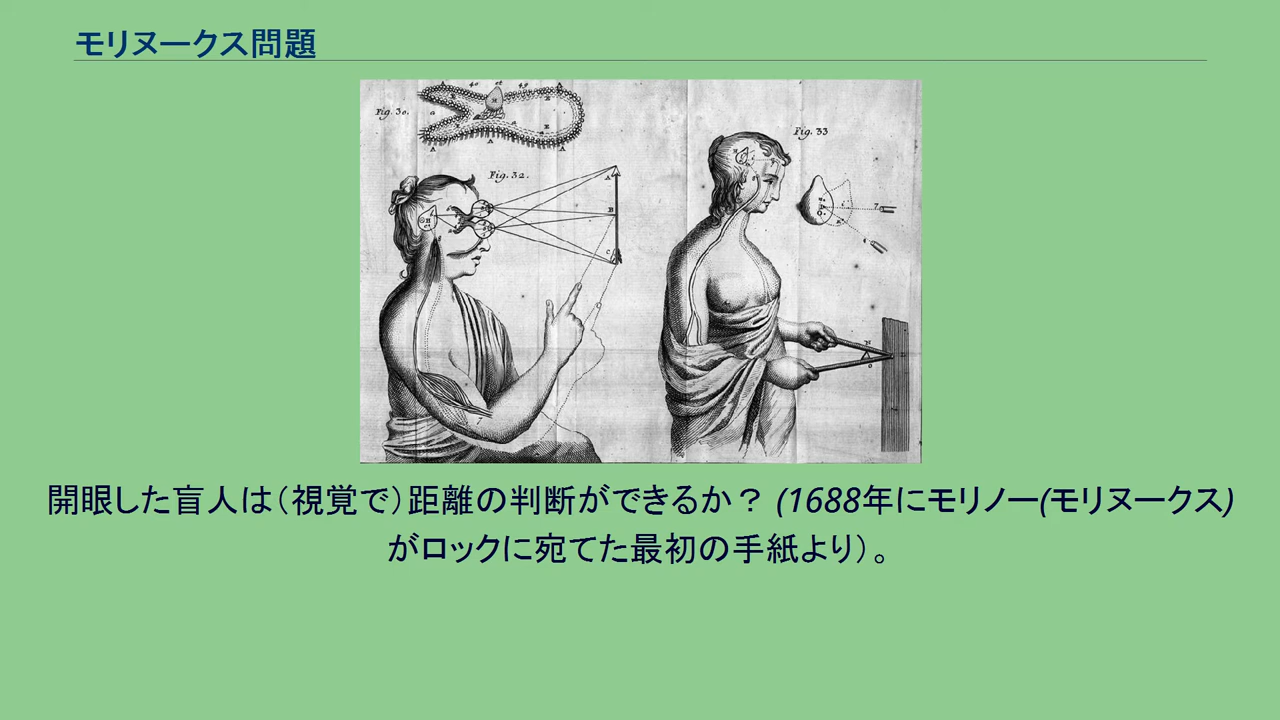 モリヌークス問題
Fig. 30.
Fig. 32.
Fig. 33
開眼した盲人は（視覚で）距離の判断ができるか？ (1688年にモリノー(モリヌークス)
がロックに宛てた最初の手紙より）。